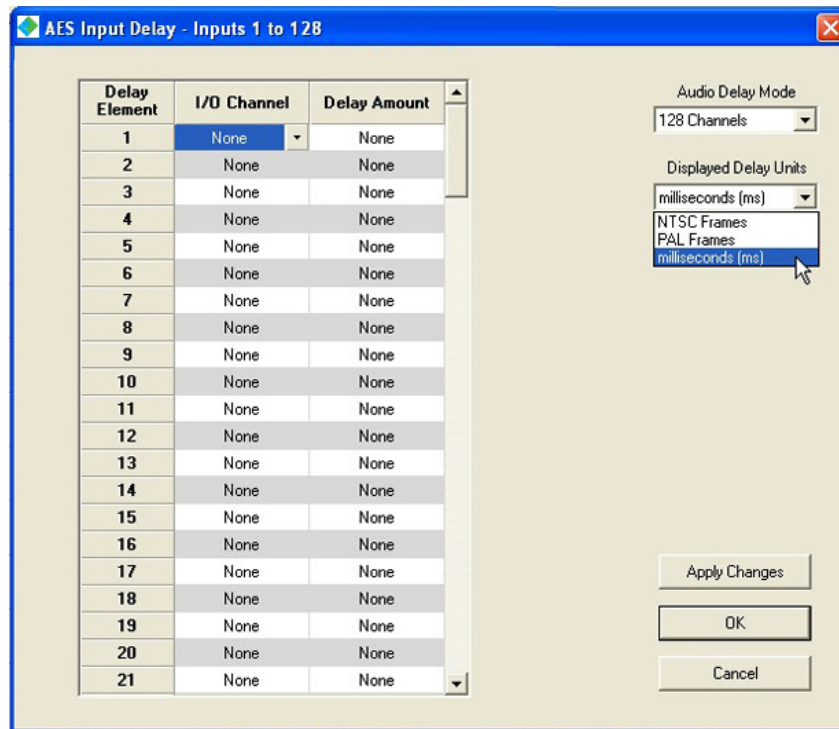 AES Input Delay - Inputs 1 to 128
Delay Element I/O Channel Delay Amount
1 None None
2 None None
3 None None
4 None None
5 None None
6 None None
7 None None
8 None None
9 None None
10 None None
11 None None
12 None None
13 None None
14 None None
15 None None
16 None None
17 None None
18 None None
19 None None
20 None None
21 None None
Audio Delay Mode
128 Channels
Displayed Delay Units
milliseconds (ms)
NTSC Frames
PAL Frames
milliseconds (ms)
Apply Changes
OK
Cancel